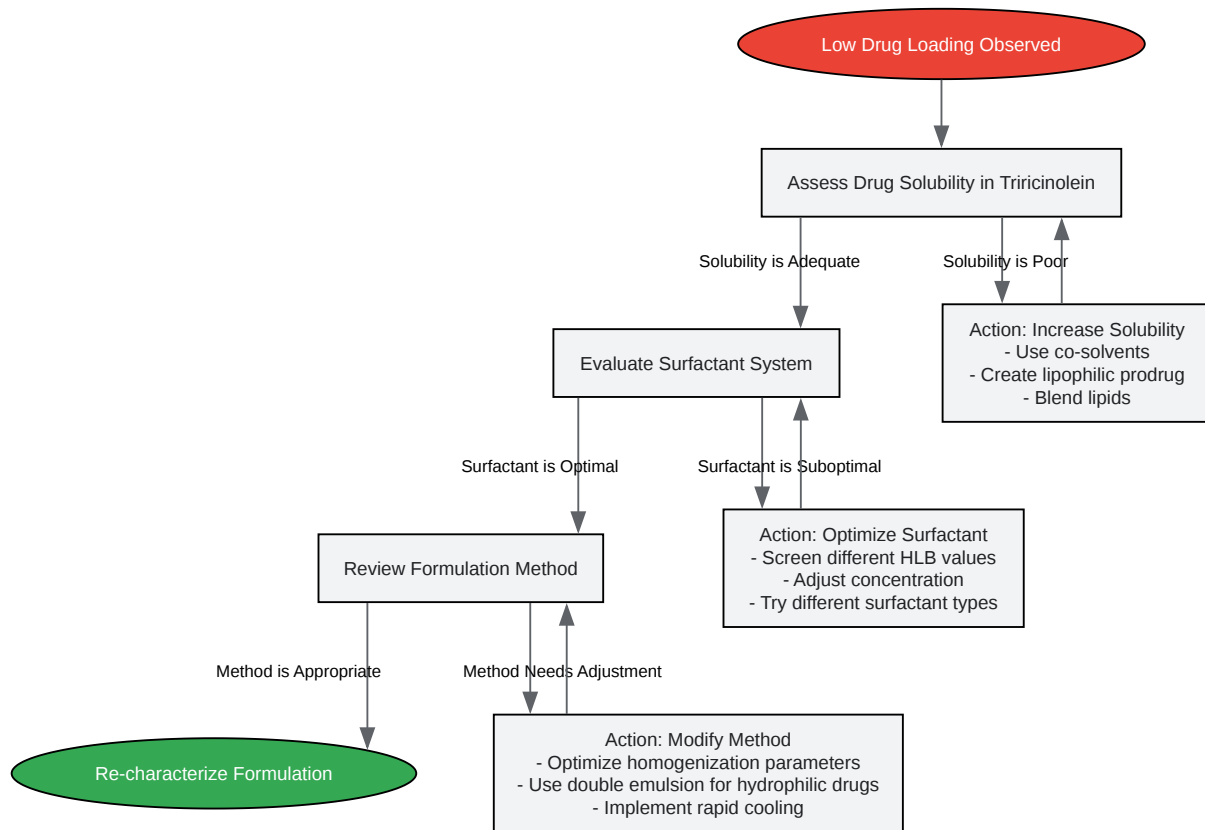 Low Drug Loading Observed
Assess Drug Solubility in Triricinolein
Solubility is Adequate
Solubility is Poor
Action: Increase Solubility
- Use co-solvents
- Create lipophilic prodrug
- Blend lipids
Evaluate Surfactant System
Surfactant is Optimal
Surfactant is Suboptimal
Action: Optimize Surfactant
- Screen different HLB values
- Adjust concentration
- Try different surfactant types
Review Formulation Method
Method is Appropriate
Method Needs Adjustment
Action: Modify Method
- Optimize homogenization parameters
- Use double emulsion for hydrophilic drugs
- Implement rapid cooling
Re-characterize Formulation